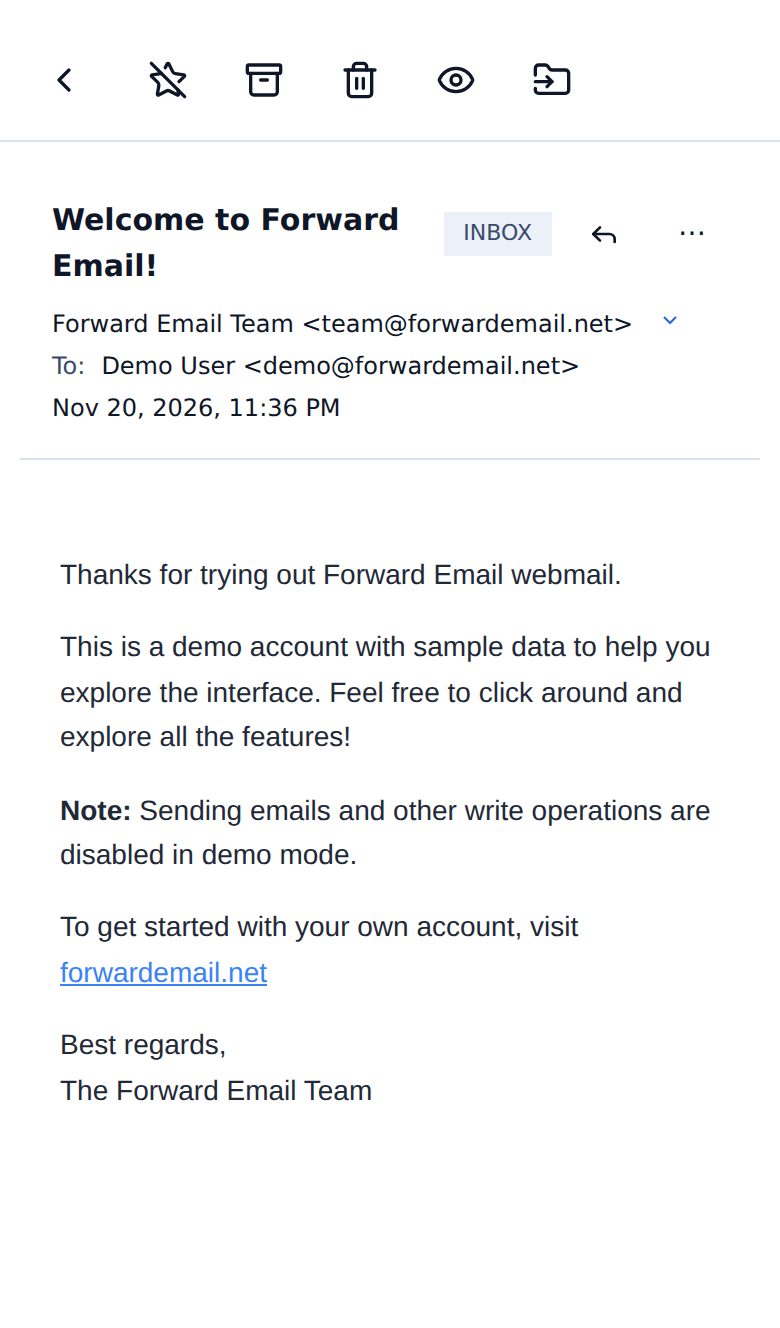 Welcome to Forward
Email!
INBOX
Forward Email Team <team@forwardemail.net>
To: Demo User <demo@forwardemail.net>
Nov 20, 2026, 11:36 PM
Thanks for trying out Forward Email webmail.
This is a demo account with sample data to help you
explore the interface. Feel free to click around and
explore all the features!
Note: Sending emails and other write operations are
disabled in demo mode.
To get started with your own account, visit
forwardemail.net
Best regards,
The Forward Email Team